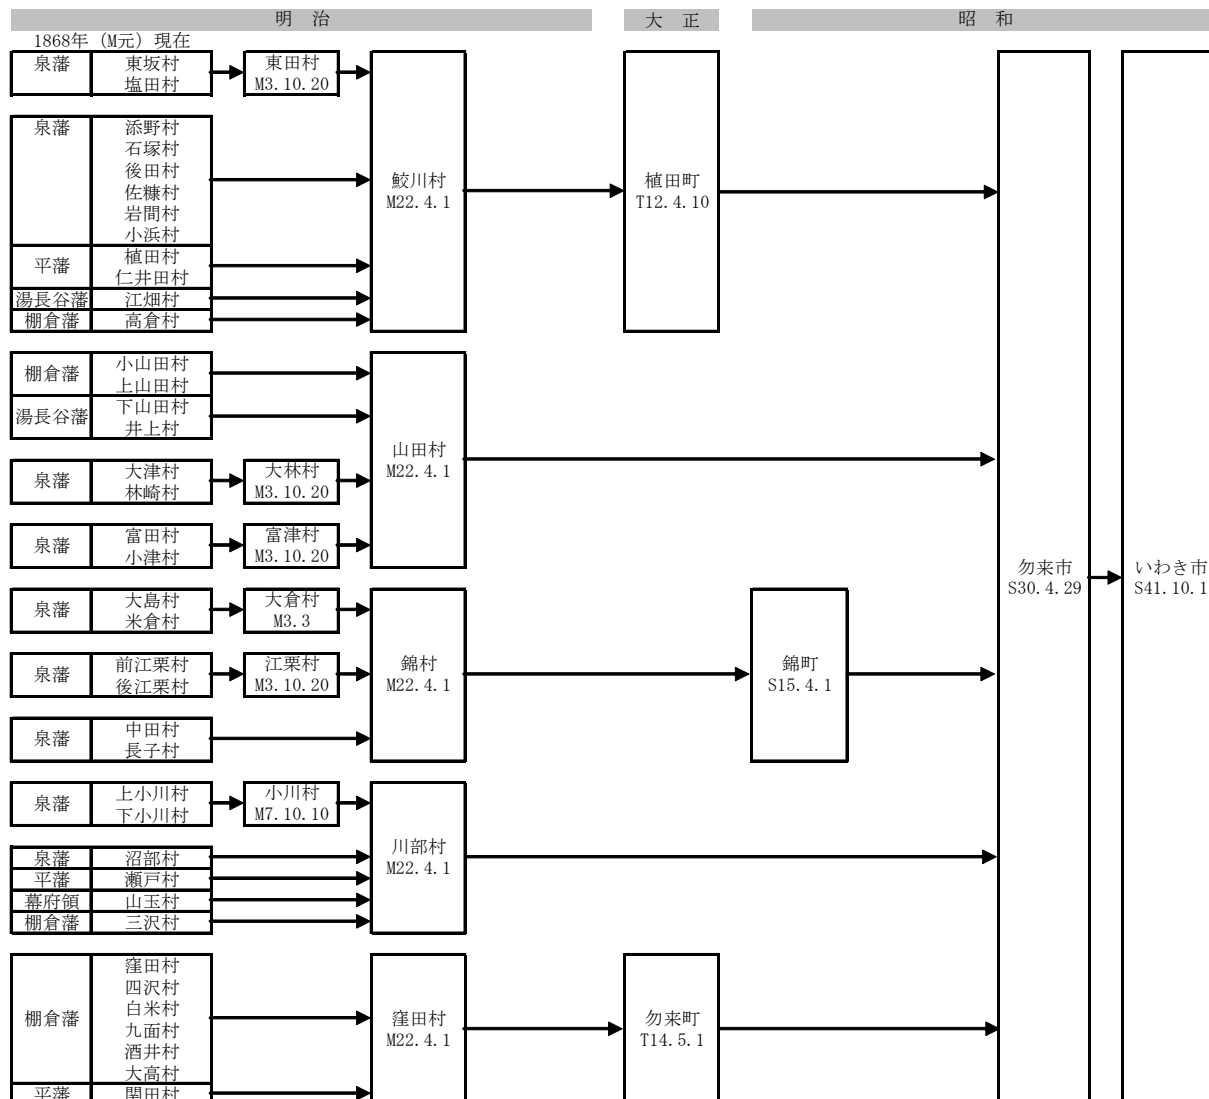 明 治
大 正
昭 和
1868年 (M元) 現在
泉藩
東坂村
塩田村
東田村
M3.10.20
泉藩
添野村
石塚村
後田村
佐糠村
岩間村
小浜村
平藩
植田村
仁井田村
湯長谷藩
江畑村
棚倉藩
高倉村
鮫川村
M22.4.1
植田町
T12.4.10
棚倉藩
小山田村
上山田村
湯長谷藩
下山田村
井上村
泉藩
大津村
林崎村
大林村
M3.10.20
泉藩
富田村
小津村
富津村
M3.10.20
山田村
M22.4.1
泉藩
大島村
米倉村
大倉村
M3.3
泉藩
前江栗村
後江栗村
江栗村
M3.10.20
泉藩
中田村
長子村
錦村
M22.4.1
錦町
S15.4.1
泉藩
上小川村
下小川村
小川村
M7.10.10
泉藩
沼部村
平藩
瀬戸村
幕府領
山玉村
棚倉藩
三沢村
川部村
M22.4.1
棚倉藩
窪田村
四沢村
白米村
九面村
酒井村
大高村
平藩
関田村
窪田村
M22.4.1
勿来町
T14.5.1
勿来市
S30.4.29
いわき市
S41.10.1